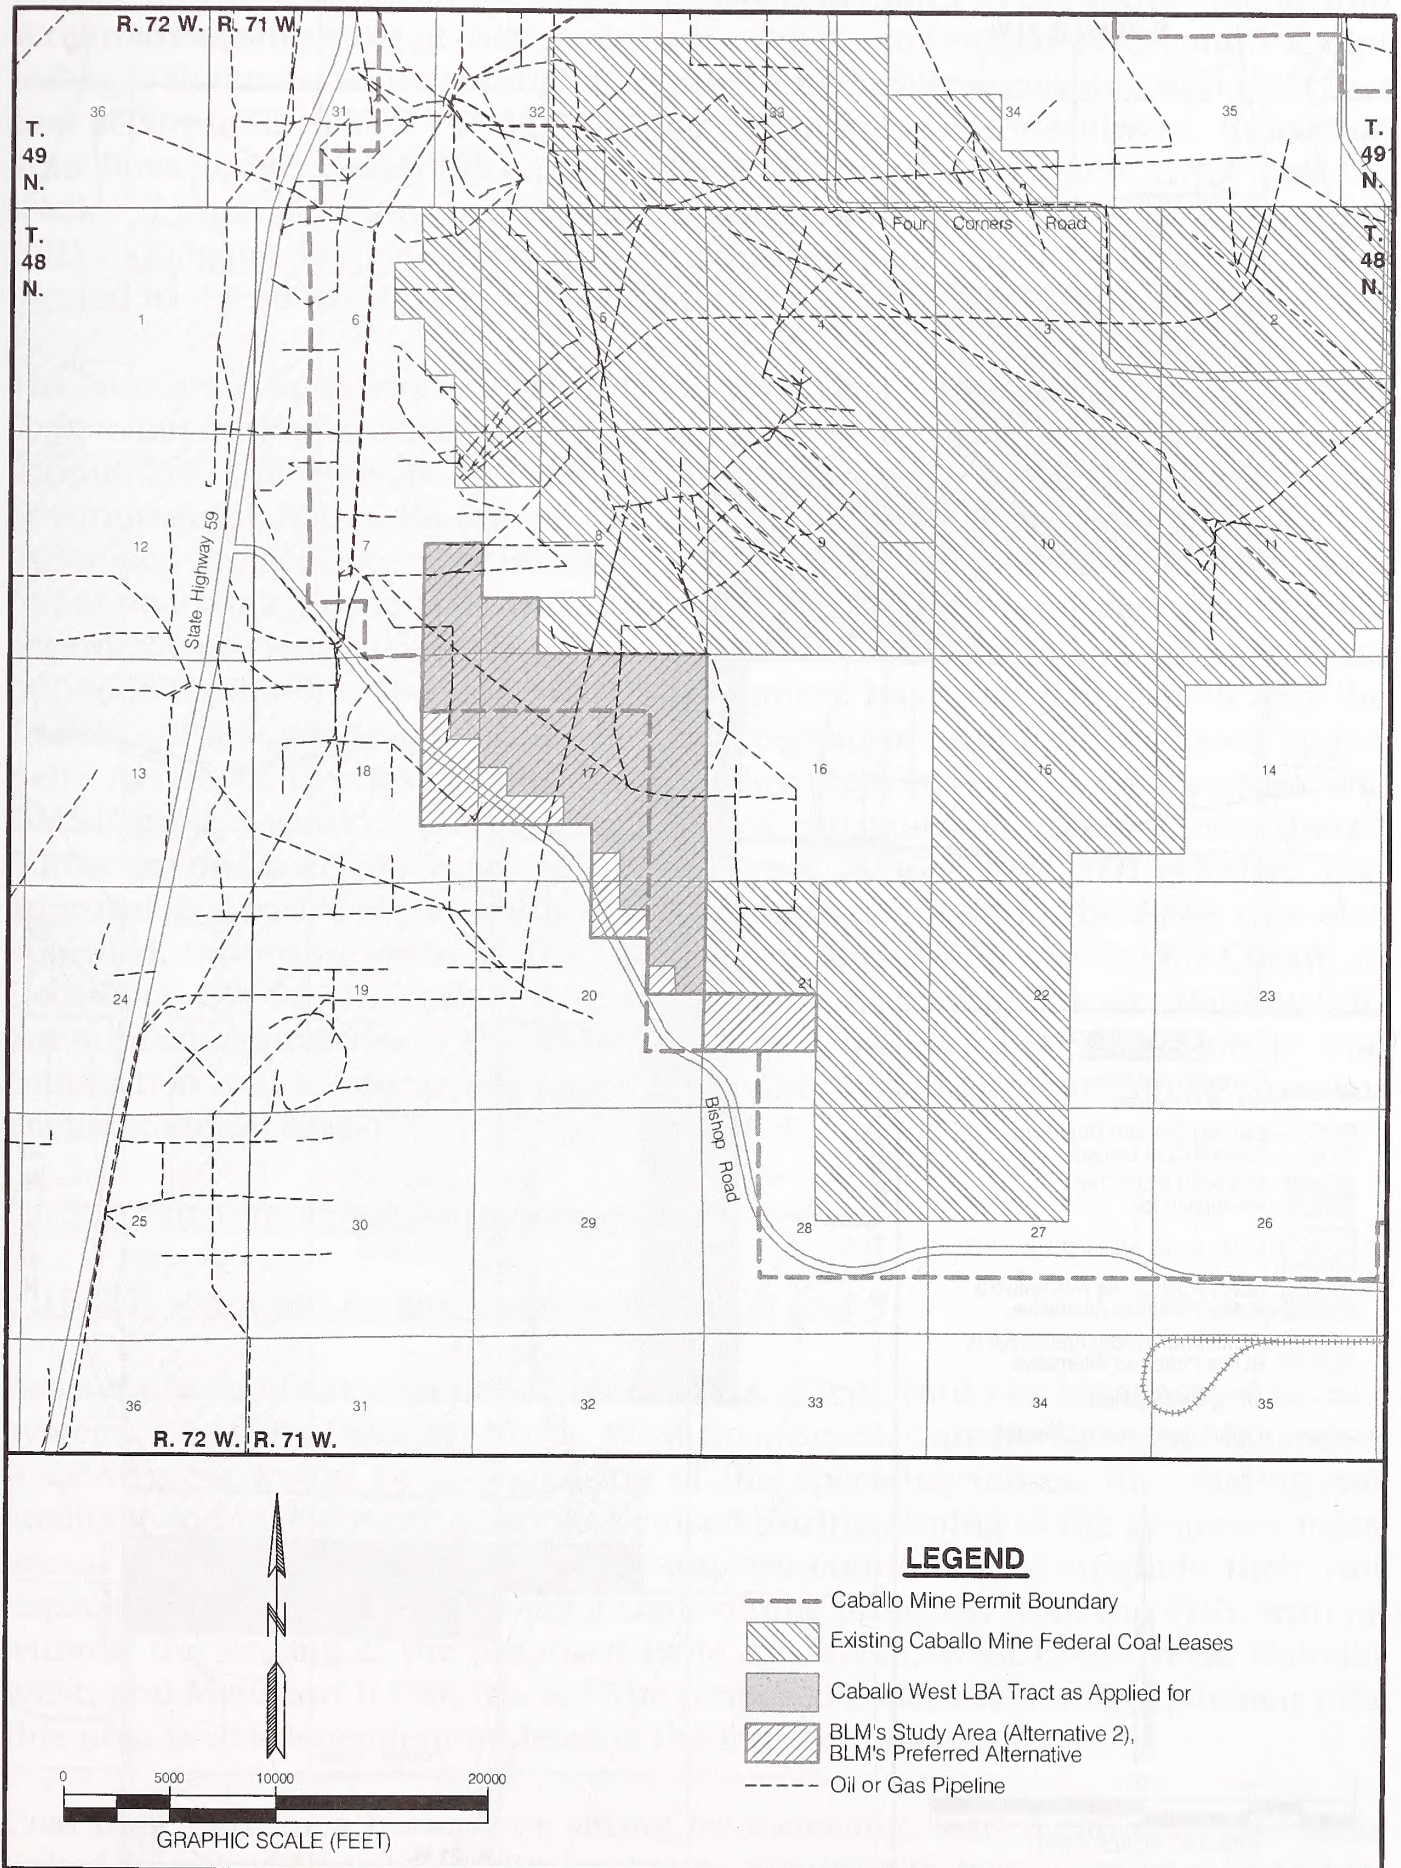 R. 72 W. R. 71 W.
36 31 32 33 34 35
T.
49
N.
T.
49
N.
T.
48
N.
T.
48
N.
Four Corners Road
1 6 5 4 3 2
State Highway 59
12 7 8 9 10 11
13 18 17 16 15 14
24 19 20 21 22 23
Bishop Road
25 30 29 28 27 26
36 31 32 33 34 35
R. 72 W. R. 71 W.
N
LEGEND
Caballo Mine Permit Boundary
Existing Caballo Mine Federal Coal Leases
Caballo West LBA Tract as Applied for
BLM's Study Area (Alternative 2),
BLM's Preferred Alternative
Oil or Gas Pipeline
0 5000 10000 20000
GRAPHIC SCALE (FEET)